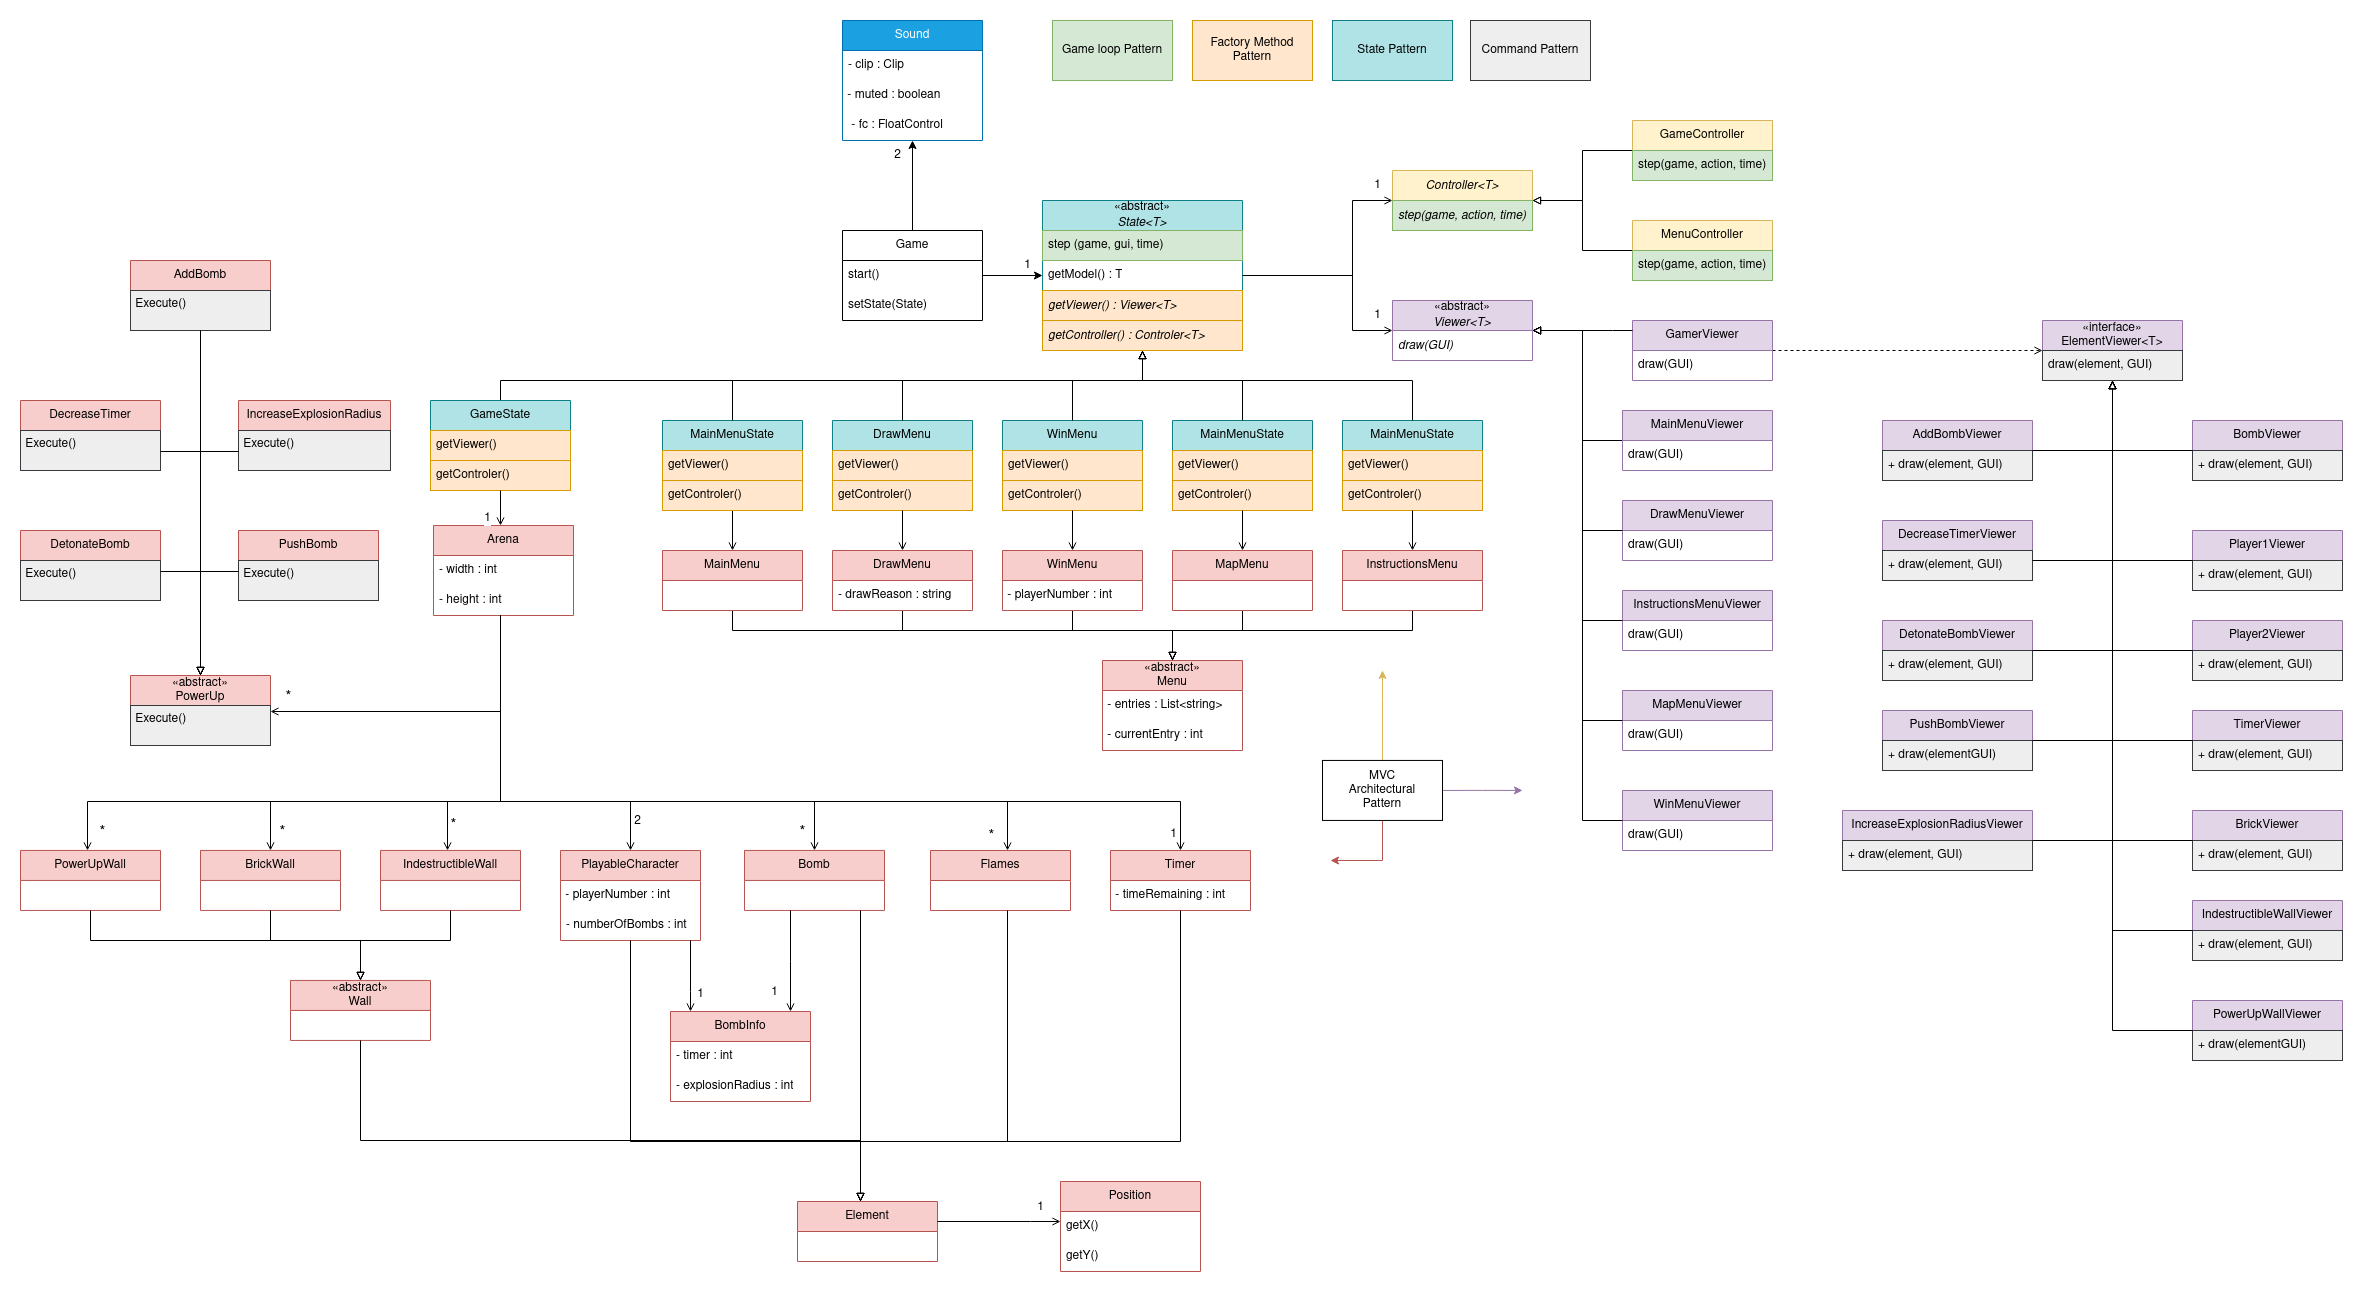 Sound
- clip : Clip
- muted : boolean
- fc : FloatControl
2
Game loop Pattern
Factory Method
Pattern
State Pattern
Command Pattern
Game
start()
setState(State)
1
«abstract»
State<T>
step (game, gui, time)
getModel() : T
getViewer() : Viewer<T>
getController() : Controler<T>
1
Controller<T>
step(game, action, time)
GameController
step(game, action, time)
MenuController
step(game, action, time)
1
«abstract»
Viewer<T>
draw(GUI)
GamerViewer
draw(GUI)
«interface»
ElementViewer<T>
draw(element, GUI)
AddBomb
Execute()
DecreaseTimer
Execute()
IncreaseExplosionRadius
Execute()
DetonateBomb
Execute()
PushBomb
Execute()
«abstract»
PowerUp
Execute()
*
GameState
getViewer()
getControler()
1
Arena
- width : int
- height : int
MainMenuState
getViewer()
getControler()
DrawMenu
getViewer()
getControler()
WinMenu
getViewer()
getControler()
MainMenuState
getViewer()
getControler()
MainMenuState
getViewer()
getControler()
MainMenu
DrawMenu
- drawReason : string
WinMenu
- playerNumber : int
MapMenu
InstructionsMenu
«abstract»
Menu
- entries : List<string>
- currentEntry : int
MVC
Architectural
Pattern
MainMenuViewer
draw(GUI)
DrawMenuViewer
draw(GUI)
InstructionsMenuViewer
draw(GUI)
MapMenuViewer
draw(GUI)
WinMenuViewer
draw(GUI)
AddBombViewer
+ draw(element, GUI)
BombViewer
+ draw(element, GUI)
DecreaseTimerViewer
+ draw(element, GUI)
Player1Viewer
+ draw(element, GUI)
DetonateBombViewer
+ draw(element, GUI)
Player2Viewer
+ draw(element, GUI)
PushBombViewer
+ draw(elementGUI)
TimerViewer
+ draw(element, GUI)
IncreaseExplosionRadiusViewer
+ draw(element, GUI)
BrickViewer
+ draw(element, GUI)
IndestructibleWallViewer
+ draw(element, GUI)
PowerUpWallViewer
+ draw(elementGUI)
*
*
*
2
*
*
1
PowerUpWall
BrickWall
IndestructibleWall
PlayableCharacter
- playerNumber : int
- numberOfBombs : int
Bomb
Flames
Timer
- timeRemaining : int
«abstract»
Wall
1
1
BombInfo
- timer : int
- explosionRadius : int
Element
1
Position
getX()
getY()